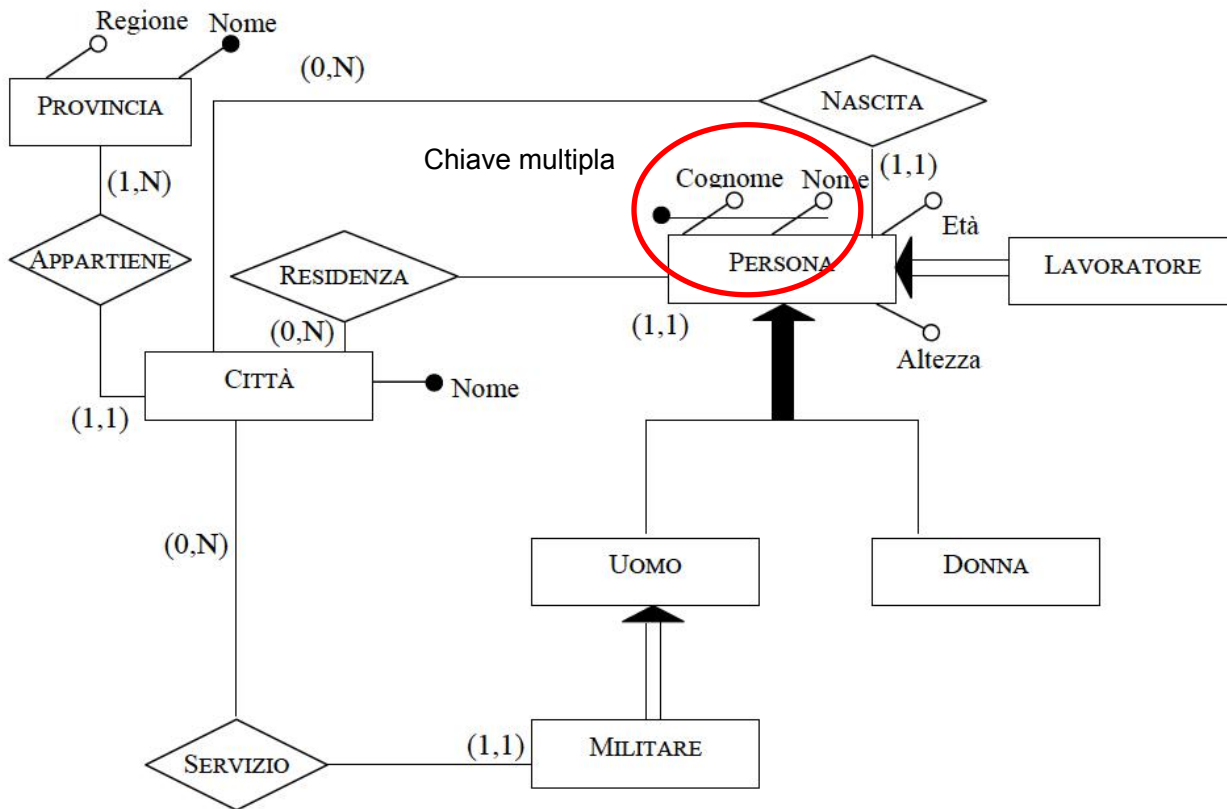 Regione Nome
(0,N)
PROVINCIA
NASCITA
Chiave multipla
(1,N)
(1,1)
Cognome Nome
Età
APPARTIENE
RESIDENZA
PERSONA
LAVORATORE
(0,N)
(1,1)
Altezza
CITTÀ
Nome
(1,1)
(0,N)
UOMO
DONNA
(1,1)
MILITARE
SERVIZIO